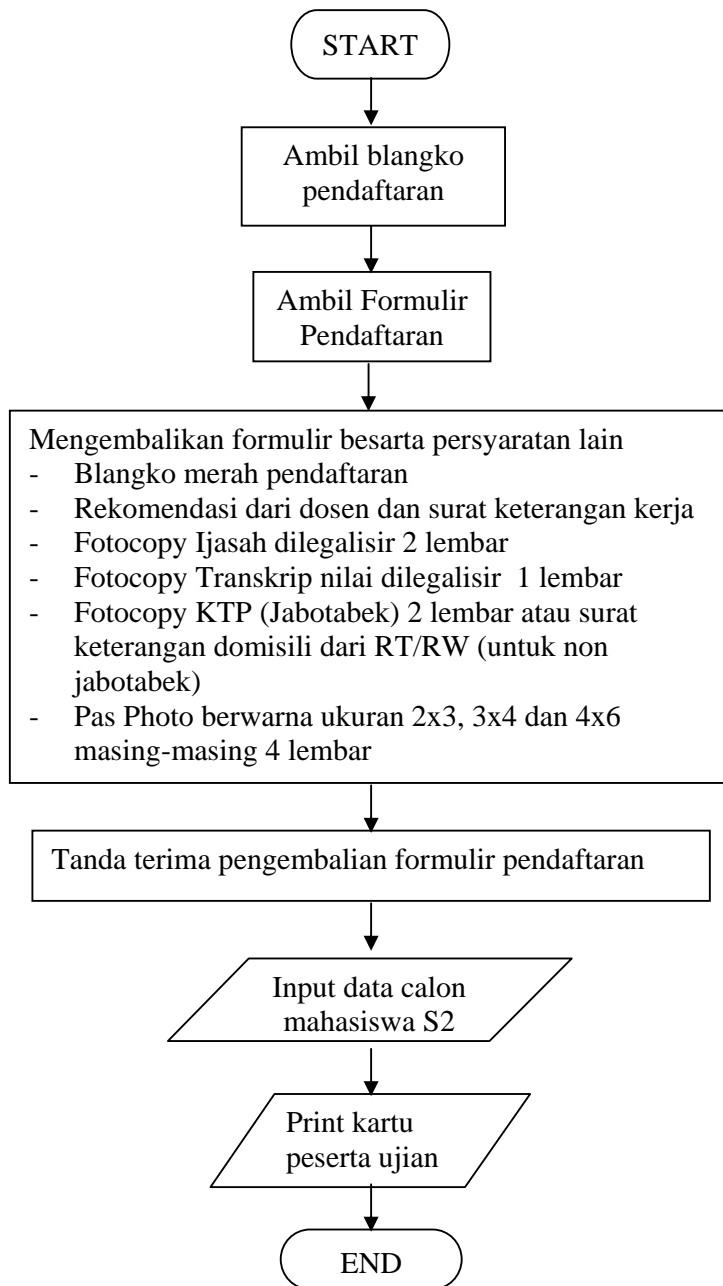 START
Ambil blangko
pendaftaran
Ambil Formulir
Pendaftaran
Mengembalikan formulir besarta persyaratan lain
- Blangko merah pendaftaran
- Rekomendasi dari dosen dan surat keterangan kerja
- Fotocopy Ijasah dilegalisir 2 lembar
- Fotocopy Transkrip nilai dilegalisir 1 lembar
- Fotocopy KTP (Jabotabek) 2 lembar atau surat
keterangan domisili dari RT/RW (untuk non
jabotabek)
- Pas Photo berwarna ukuran 2x3, 3x4 dan 4x6
masing-masing 4 lembar
Tanda terima pengembalian formulir pendaftaran
Input data calon
mahasiswa S2
Print kartu
peserta ujian
END